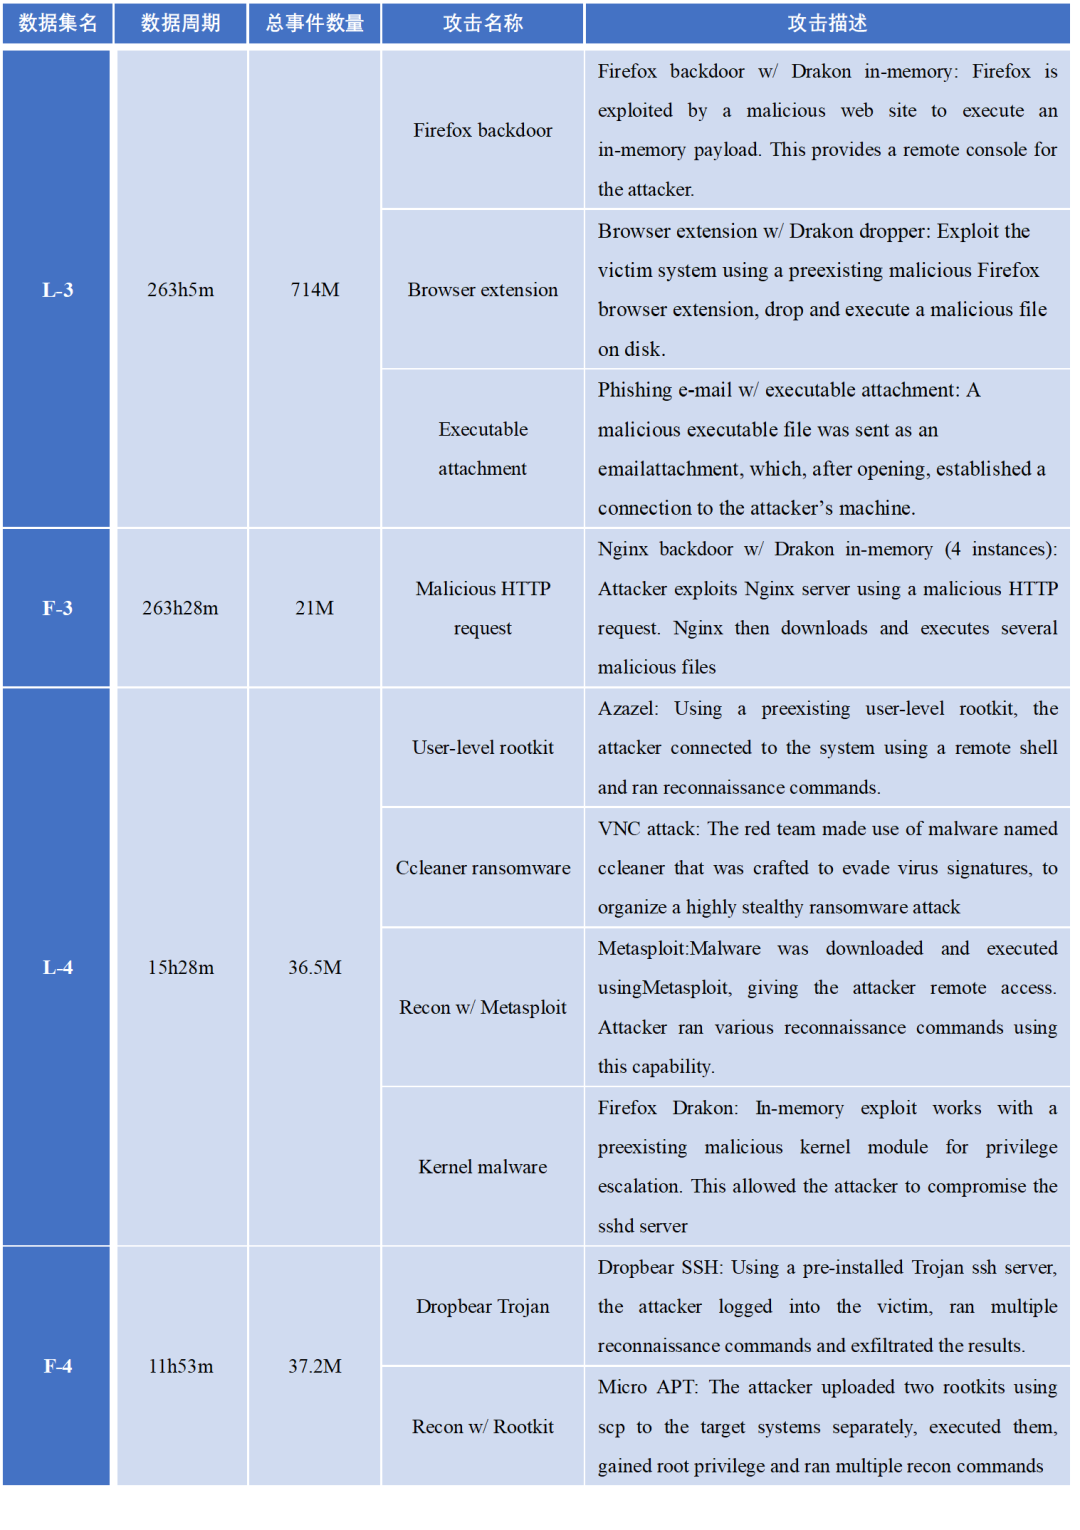 数据集名 数据周期 总事件数量 攻击名称 攻击描述
L-3
263h5m
714M
Firefox backdoor
Firefox backdoor w/ Drakon in-memory: Firefox is
exploited by a malicious web site to execute an
in-memory payload. This provides a remote console for
the attacker.
Browser extension
Browser extension w/ Drakon dropper: Exploit the
victim system using a preexisting malicious Firefox
browser extension, drop and execute a malicious file
on disk.
Executable
attachment
Phishing e-mail w/ executable attachment: A
malicious executable file was sent as an
emailattachment, which, after opening, established a
connection to the attacker’s machine.
F-3
263h28m
21M
Malicious HTTP
request
Nginx backdoor w/ Drakon in-memory (4 instances):
Attacker exploits Nginx server using a malicious HTTP
request. Nginx then downloads and executes several
malicious files
L-4
15h28m
36.5M
User-level rootkit
Azazel: Using a preexisting user-level rootkit, the
attacker connected to the system using a remote shell
and ran reconnaissance commands.
Ccleaner ransomware
VNC attack: The red team made use of malware named
ccleaner that was crafted to evade virus signatures, to
organize a highly stealthy ransomware attack
Recon w/ Metasploit
Metasploit:Malware was downloaded and executed
usingMetasploit, giving the attacker remote access.
Attacker ran various reconnaissance commands using
this capability.
Kernel malware
Firefox Drakon: In-memory exploit works with a
preexisting malicious kernel module for privilege
escalation. This allowed the attacker to compromise the
sshd server
F-4
11h53m
37.2M
Dropbear Trojan
Dropbear SSH: Using a pre-installed Trojan ssh server,
the attacker logged into the victim, ran multiple
reconnaissance commands and exfiltrated the results.
Recon w/ Rootkit
Micro APT: The attacker uploaded two rootkits using
scp to the target systems separately, executed them,
gained root privilege and ran multiple recon commands